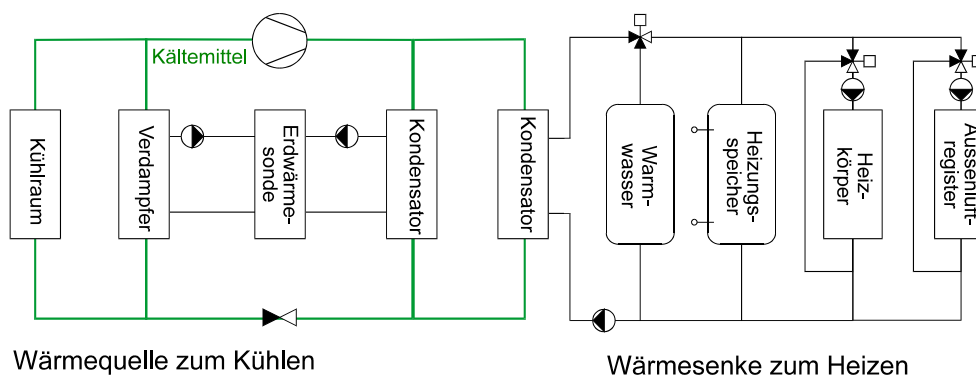 Kältemittel
Kühlraum
Verdampfer
Erdwärme-
sonde
Kondensator
Kondensator
Warm-
wasser
Heizungs-
speicher
Heiz-
körper
Aussenluft-
register
Wärmequelle zum Kühlen
Wärmesenke zum Heizen